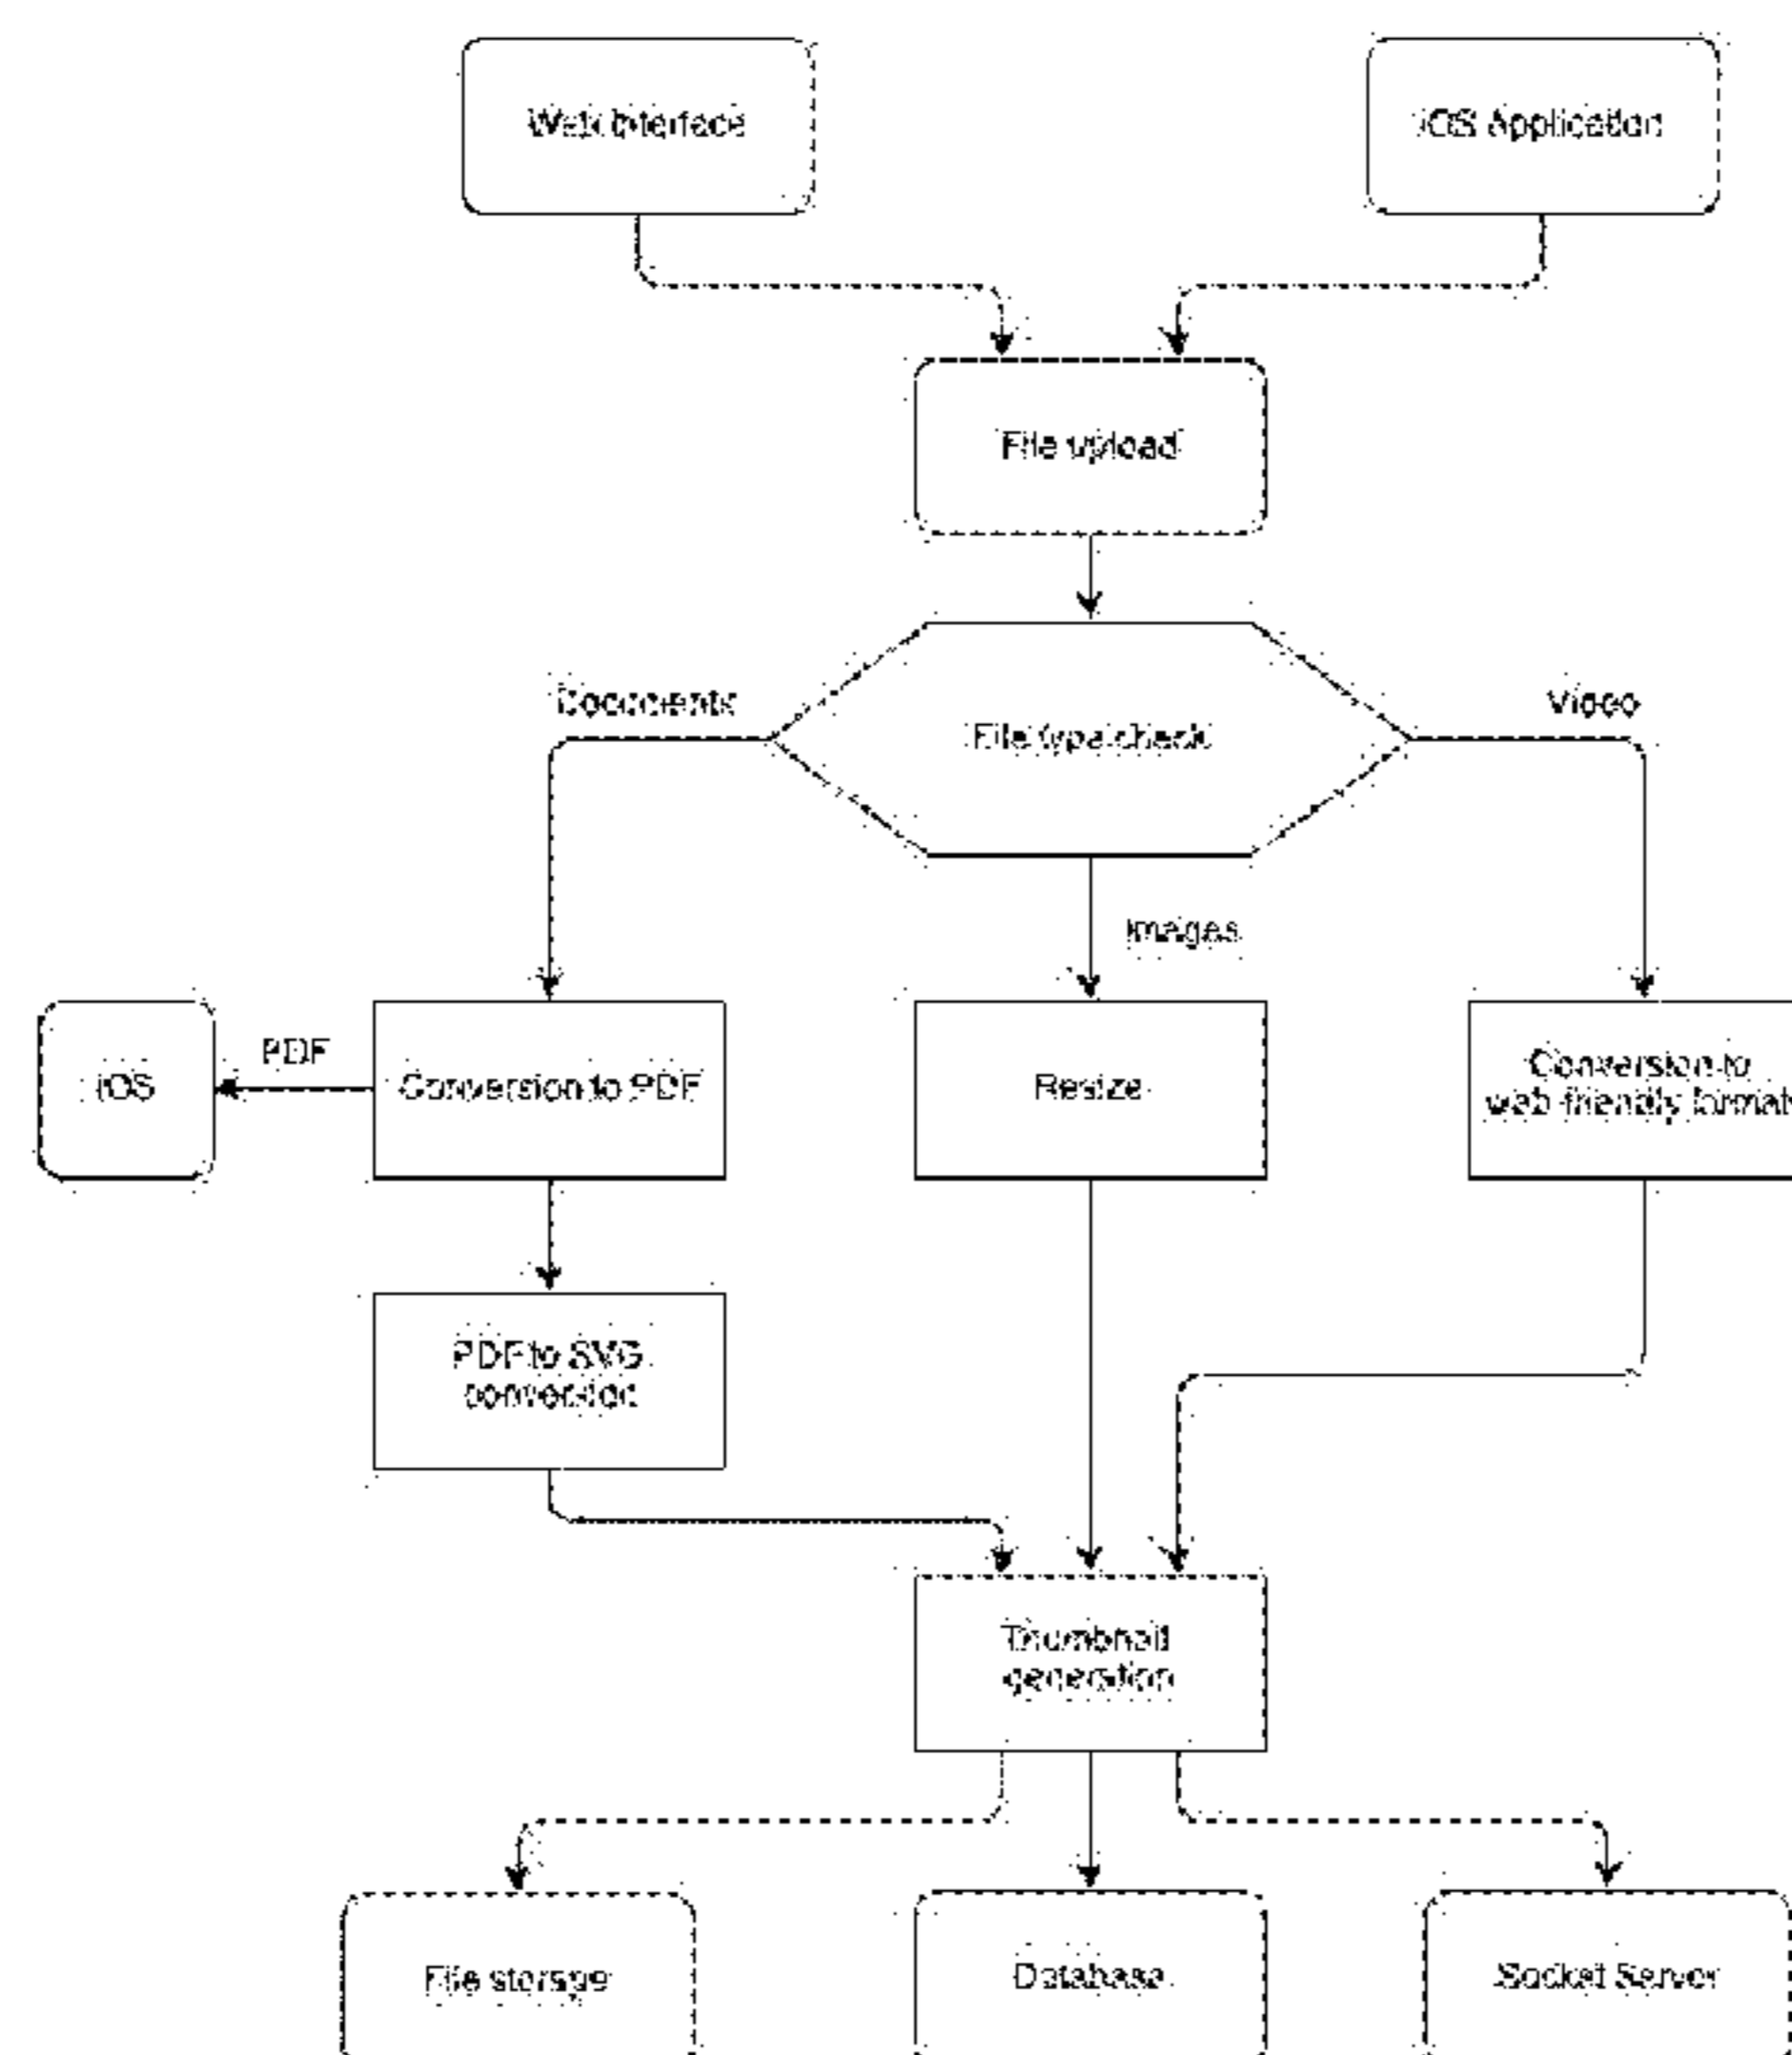 Web Interface
iOS Application
File upload
Documents
File type check
Video
Images
iOS
PDF
Conversion to PDF
Resize
Conversion to
web friendly format
PDF to SVG
conversion
Thumbnail
generation
File storage
Database
Socket Server